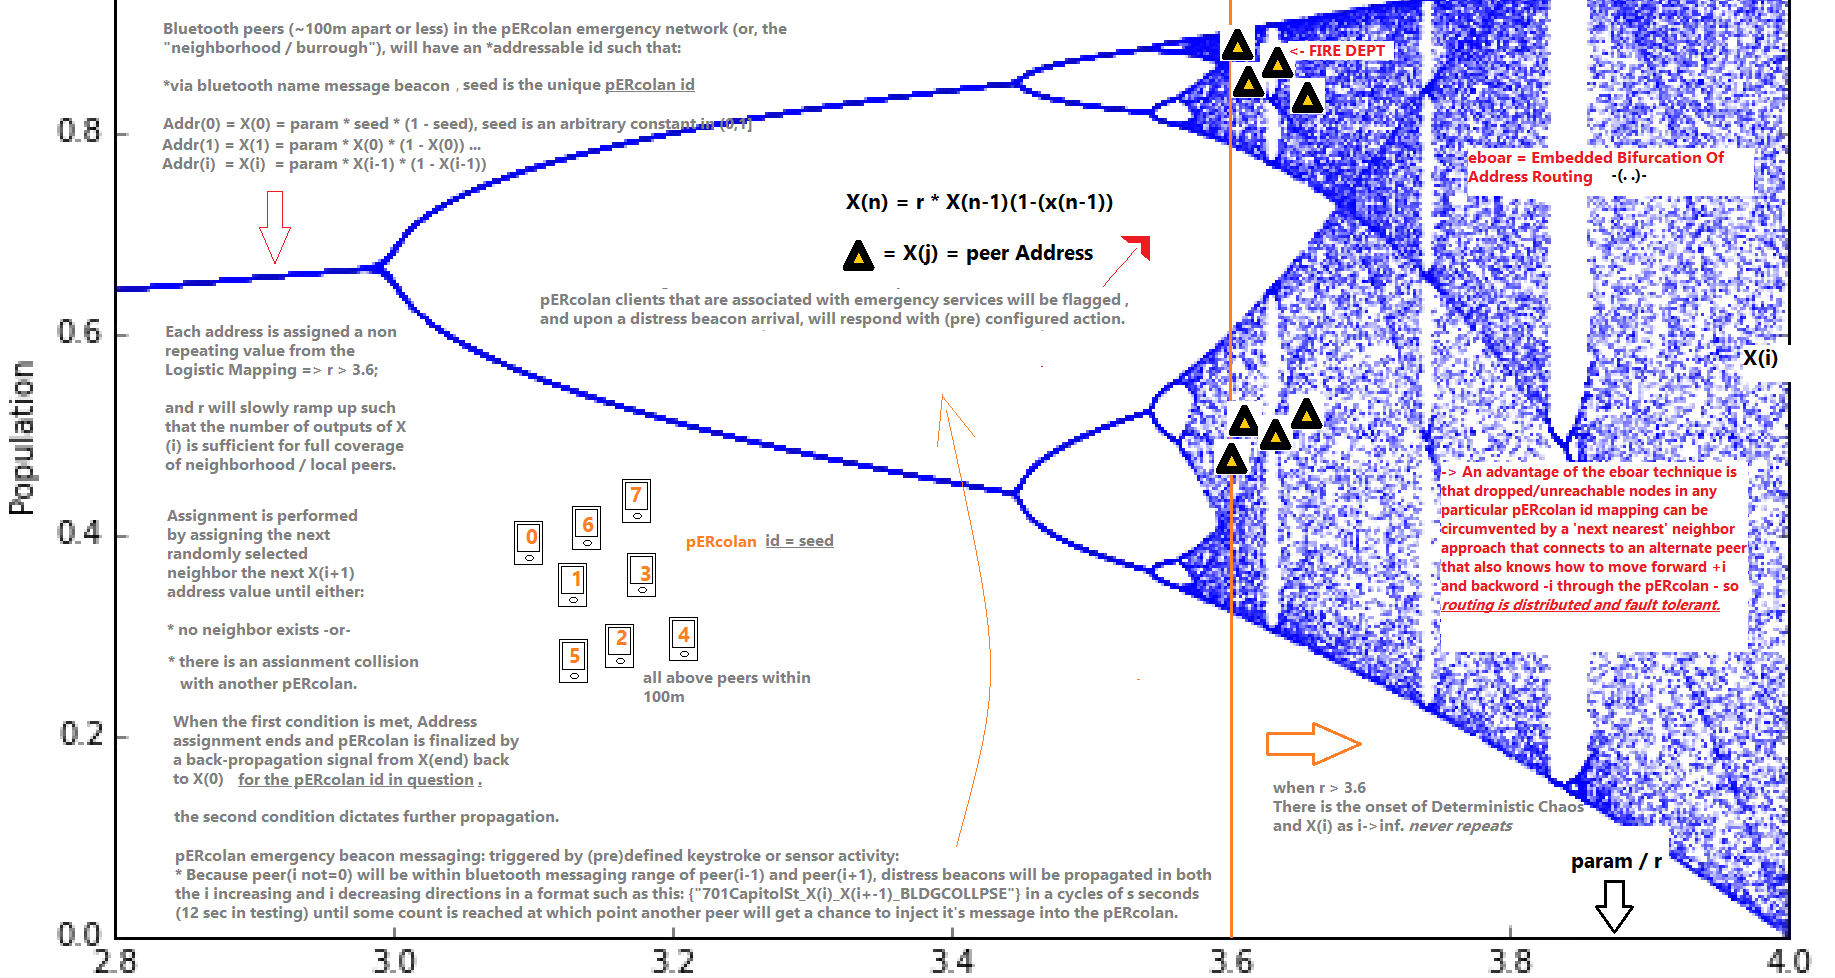 Bluetooth peers (~100m apart or less) in the pERcolan emergency network (or, the
"neighborhood / burrough"), will have an *addressable id such that:
*via bluetooth name message beacon , seed is the unique pERcolan id
Addr(0) = X(0) = param * seed * (1 - seed), seed is an arbitrary constant in (0,1]
Addr(1) = X(1) = param * X(0) * (1 - X(0)) ...
Addr(i) = X(i) = param * X(i-1) * (1 - X(i-1))
<- FIRE DEPT
eboar = Embedded Bifurcation Of
Address Routing -(. .)-
X(n) = r * X(n-1)(1-(x(n-1))
= X(j) = peer Address
pERcolan clients that are associated with emergency services will be flagged ,
and upon a distress beacon arrival, will respond with (pre) configured action.
Each address is assigned a non
repeating value from the
Logistic Mapping => r > 3.6;
and r will slowly ramp up such
that the number of outputs of X
(i) is sufficient for full coverage
of neighborhood / local peers.
Assignment is performed
by assigning the next
randomly selected
neighbor the next X(i+1)
address value until either:
* no neighbor exists -or-
* there is an assignment collision
with another pERcolan.
When the first condition is met, Address
assignment ends and pERcolan is finalized by
a back-propagation signal from X(end) back
to X(0) for the pERcolan id in question .
the second condition dictates further propagation.
7
6
0
3
1
2
4
5
pERcolan id = seed
all above peers within
100m
X(i)
-> An advantage of the eboar technique is
that dropped/unreachable nodes in any
particular pERcolan id mapping can be
circumvented by a 'next nearest' neighbor
approach that connects to an alternate peer
that also knows how to move forward +i
and backword -i through the pERcolan - so
routing is distributed and fault tolerant.
when r > 3.6
There is the onset of Deterministic Chaos
and X(i) as i->inf. never repeats
pERcolan emergency beacon messaging: triggered by (pre)defined keystroke or sensor activity:
* Because peer(i not=0) will be within bluetooth messaging range of peer(i-1) and peer(i+1), distress beacons will be propagated in both
the i increasing and i decreasing directions in a format such as this: {"701CapitolSt_X(i)_X(i+-1)_BLDGCOLLPSE"} in a cycles of s seconds
(12 sec in testing) until some count is reached at which point another peer will get a chance to inject it's message into the pERcolan.
param / r
Population
0.8
0.6
0.4
0.2
0.0
2.8
3.0
3.2
3.4
3.6
3.8
4.0